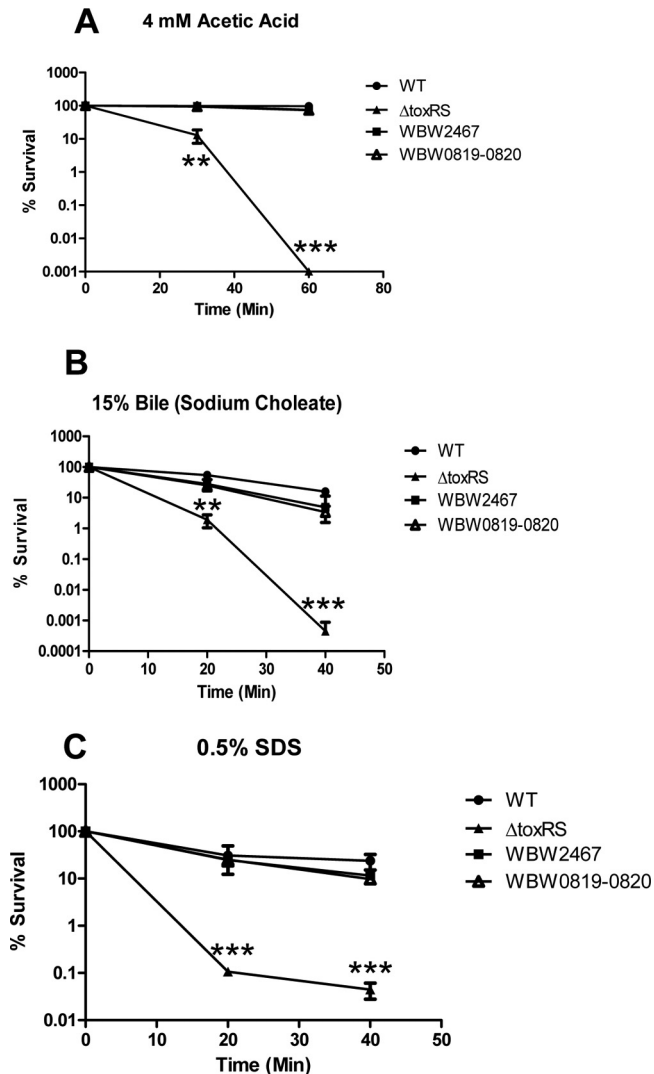 A
4 mM Acetic Acid
1000
100
10
1
0.1
0.01
0.001
% Survival
**
***
0 20 40 60 80
Time (Min)
WT
ΔtoxRS
WBW2467
WBW0819-0820
B
15% Bile (Sodium Choleate)
1000
100
10
1
0.1
0.01
0.001
0.0001
% Survival
**
***
0 10 20 30 40 50
Time (Min)
WT
ΔtoxRS
WBW2467
WBW0819-0820
C
0.5% SDS
1000
100
10
1
0.1
0.01
% Survival
***
***
0 10 20 30 40 50
Time (Min)
WT
ΔtoxRS
WBW2467
WBW0819-0820